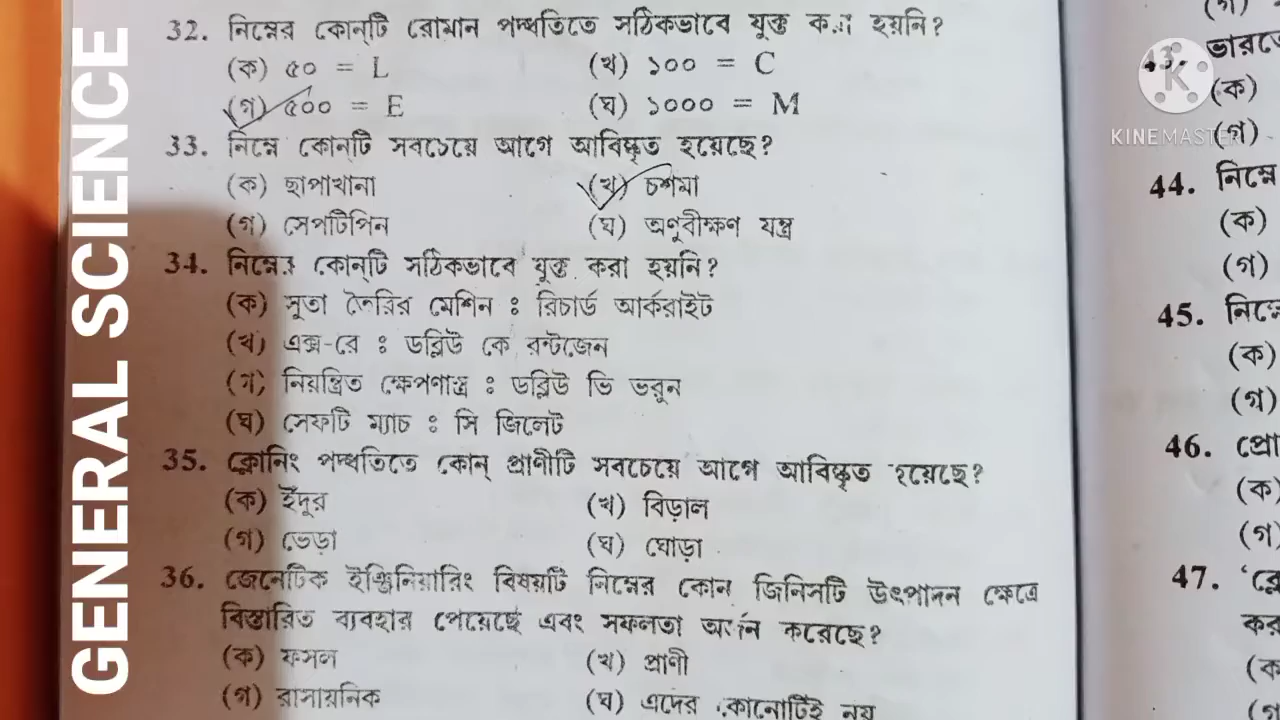 GENERAL SCIENCE
32. নিম্নের কোন্‌টি রোমান পদ্ধতিতে সঠিকভাবে যুক্ত করা হয়নি?
(ক) ৫০ = L
(খ) ১০০ = C
(গ) ৫০০ = E
(ঘ) ১০০০ = M
33. নিম্নে কোন্‌টি সবচেয়ে আগে আবিষ্কৃত হয়েছে?
(ক) ছাপাখানা
(খ) চশমা
(গ) সেপটিপিন
(ঘ) অণুবীক্ষণ যন্ত্র
34. নিম্নের কোন্‌টি সঠিকভাবে যুক্ত করা হয়নি?
(ক) সুতা তৈরির মেশিন : রিচার্ড আর্করাইট
(খ) এক্স-রে : ডব্লিউ কে রন্টজেন
(গ) নিয়ন্ত্রিত ক্ষেপণাস্ত্র : ডব্লিউ ভি ভরুন
(ঘ) সেফটি ম্যাচ : সি জিলেট
35. ক্লোনিং পদ্ধতিতে কোন্ প্রাণীটি সবচেয়ে আগে আবিষ্কৃত হয়েছে?
(ক) ইঁদুর
(খ) বিড়াল
(গ) ভেড়া
(ঘ) ঘোড়া
36. জেনেটিক ইঞ্জিনিয়ারিং বিষয়টি নিম্নের কোন জিনিসটি উৎপাদন ক্ষেত্রে
বিস্তারিত ব্যবহার পেয়েছে এবং সফলতা অর্জন করেছে?
(ক) ফসল
(খ) প্রাণী
(গ) রাসায়নিক
(ঘ) এদের কোনোটিই নয়
(গ)
43.
(ক)
(গ)
44. নিম্নে
(ক)
(গ)
45.
(ক)
(গ)
46.
(ক)
(গ)
47.
(ক
(গ
K
KINEMASTER